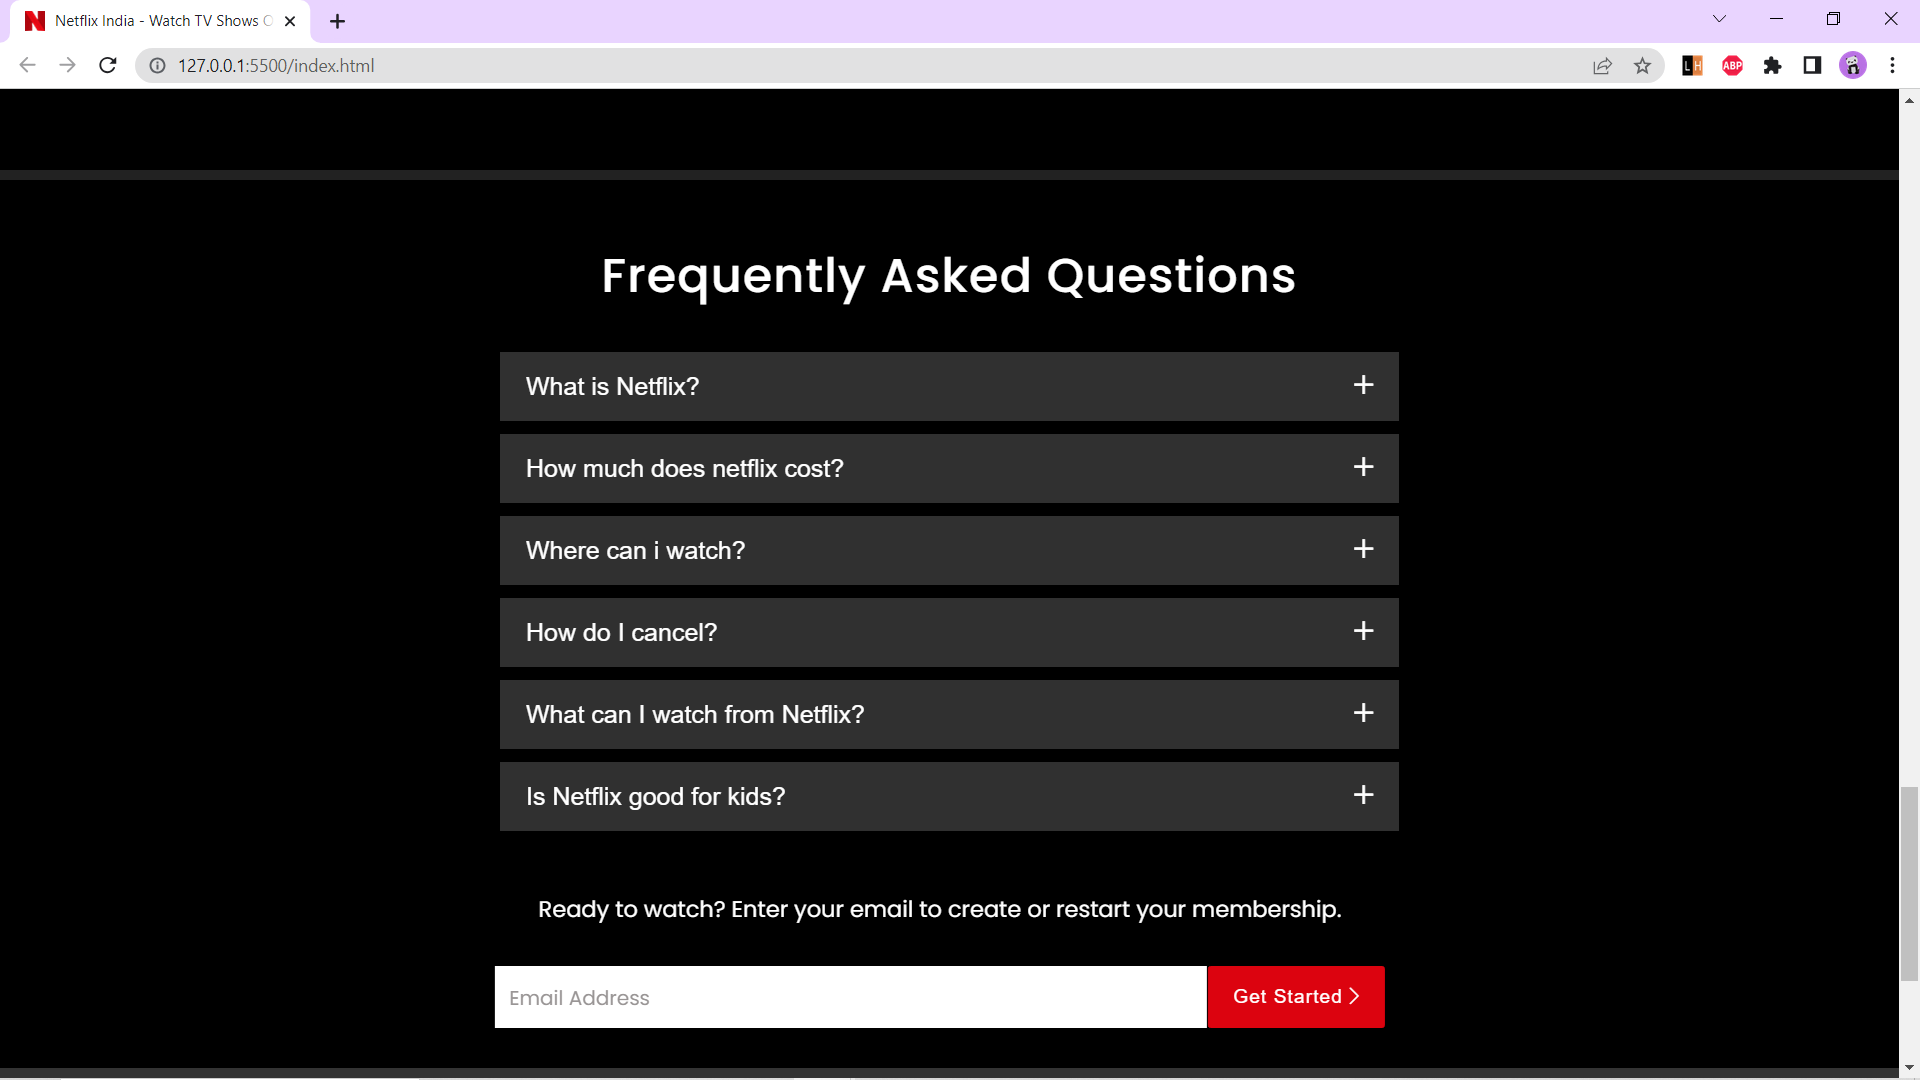 Netflix India - Watch TV Shows O
127.0.0.1:5500/index.html
LH
ABP
Frequently Asked Questions
What is Netflix?
How much does netflix cost?
Where can i watch?
How do I cancel?
What can I watch from Netflix?
Is Netflix good for kids?
Ready to watch? Enter your email to create or restart your membership.
Email Address
Get Started